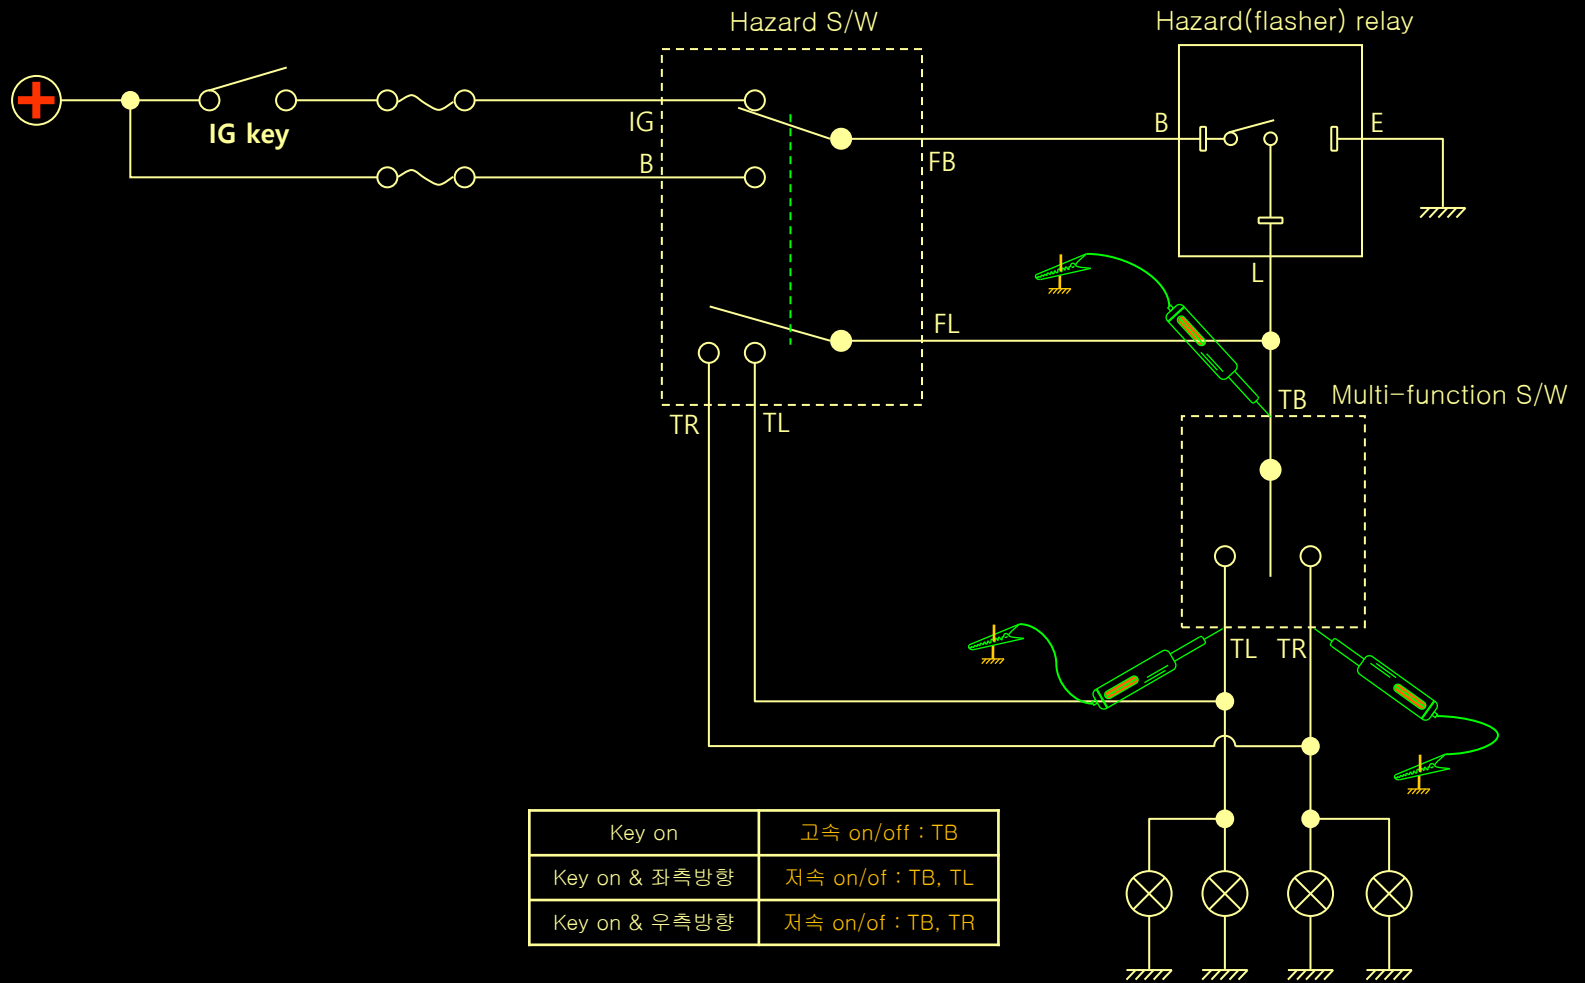 Hazard S/W
Hazard(flasher) relay
IG key
IG
B
FB
B
E
L
FL
TB
Multi-function S/W
TR
TL
TL
TR
Key on
고속 on/off : TB
Key on & 좌측방향
저속 on/of : TB, TL
Key on & 우측방향
저속 on/of : TB, TR